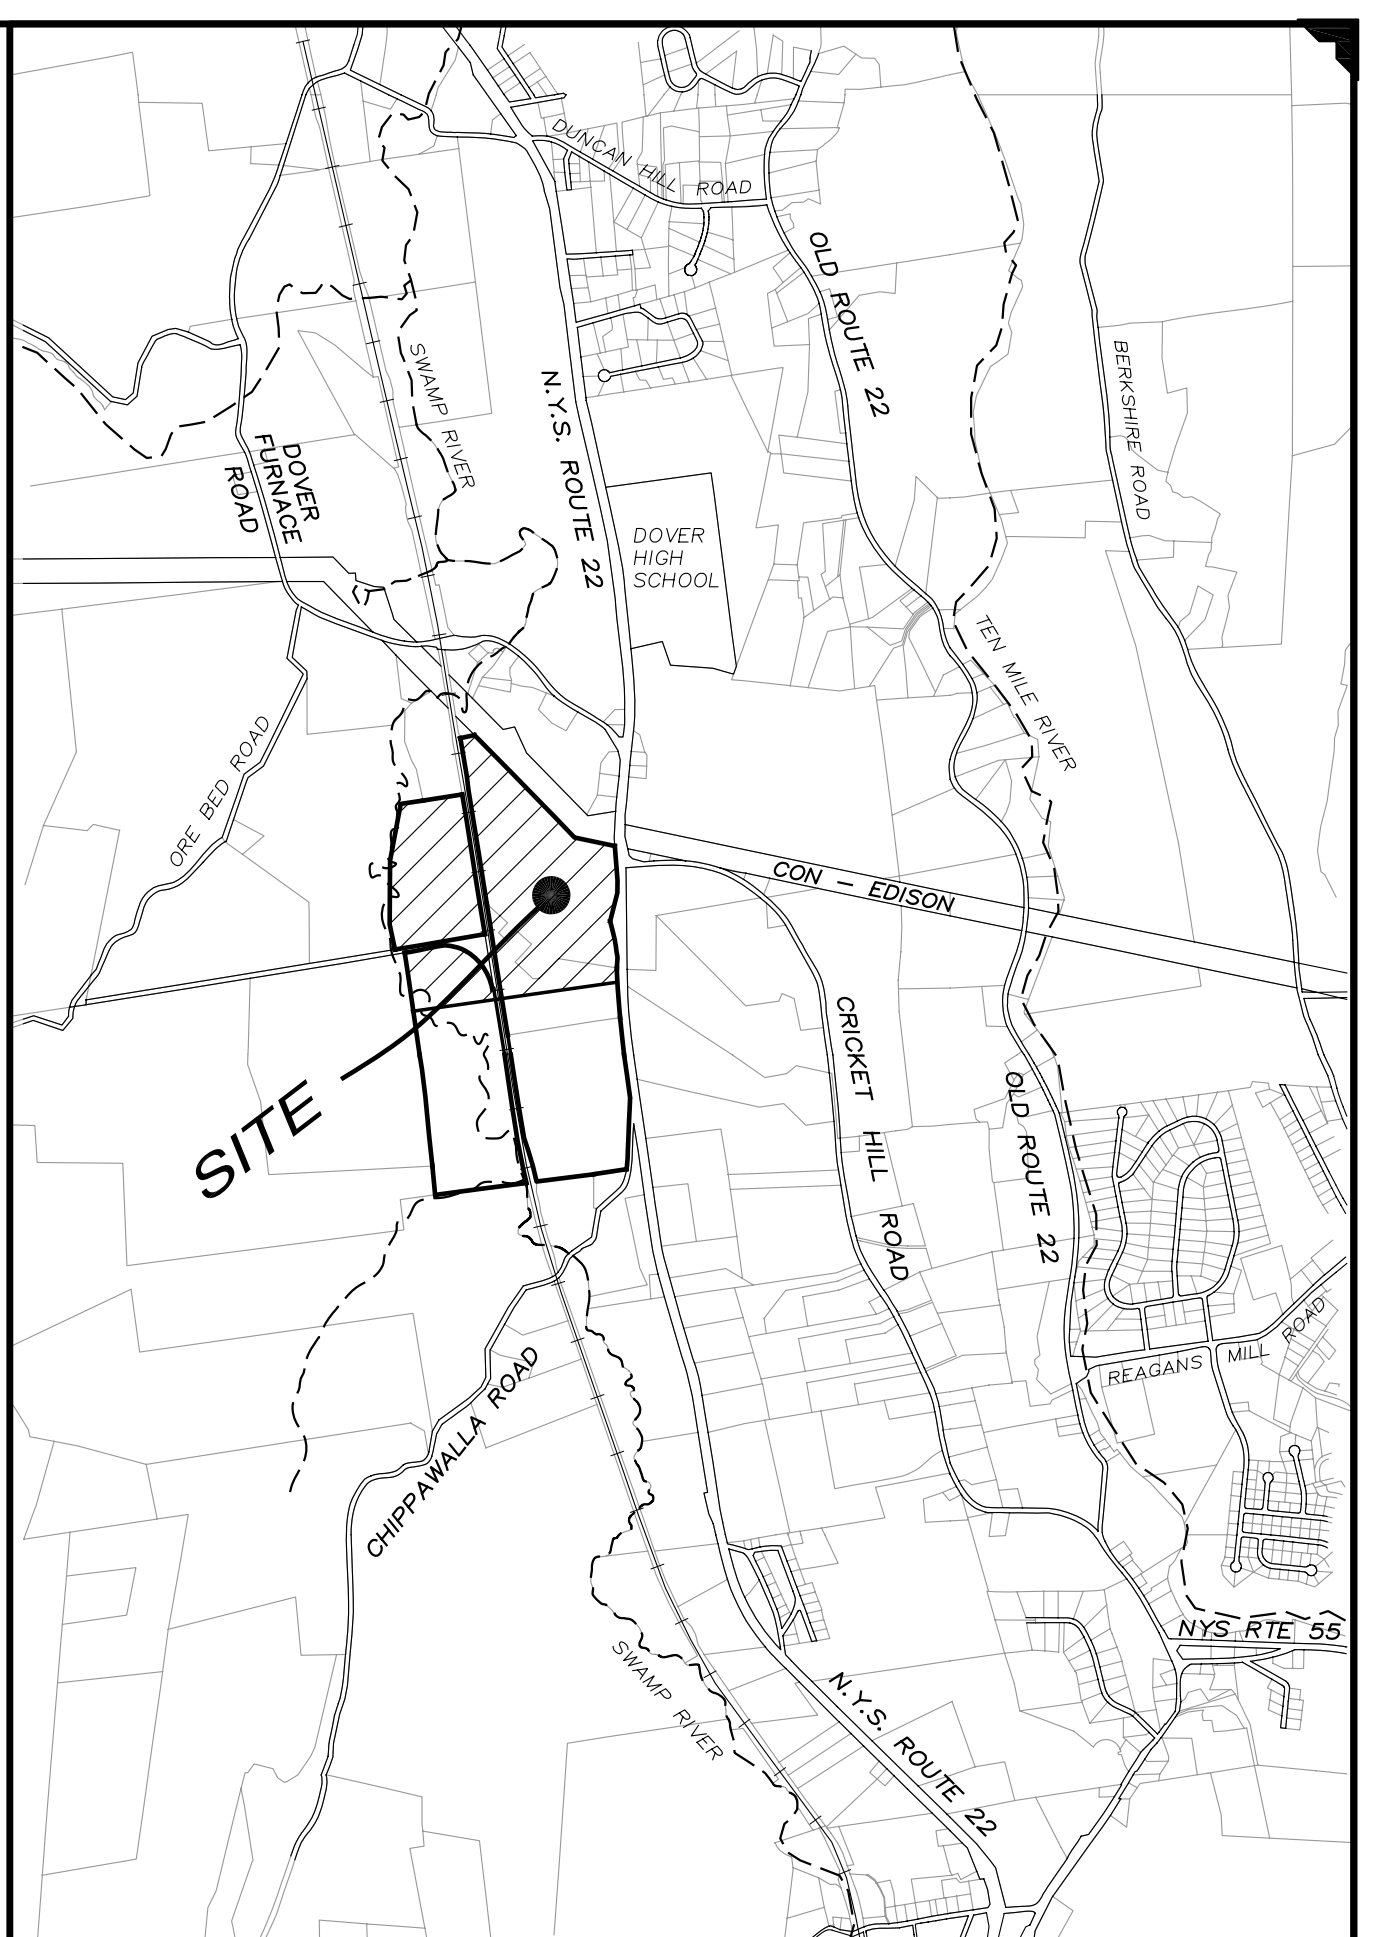 DUNCAN HILL ROAD
OLD ROUTE 22
SWAMP RIVER
N.Y.S. ROUTE 22
BERKSHIRE ROAD
DOVER
FURNACE
ROAD
DOVER
HIGH
SCHOOL
TEN MILE RIVER
ORE BED ROAD
CON - EDISON
CRICKET HILL ROAD
SITE
OLD ROUTE 22
REAGANS MILL ROAD
CHIPPAWALLA ROAD
NYS RTE 55
SWAMP RIVER
N.Y.S. ROUTE 22